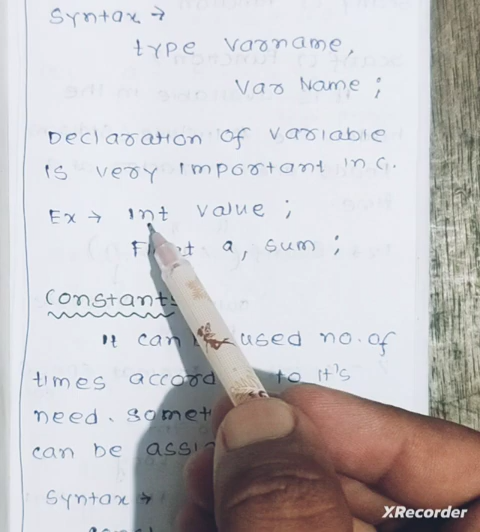 Syntax →
type varname,
Var Name ;
Declaration of variable
is very important in c.
Ex → Int value ;
a, sum ;
Constant
It can used no. of
times to it's
need.
can be
Syntax →
XRecorder